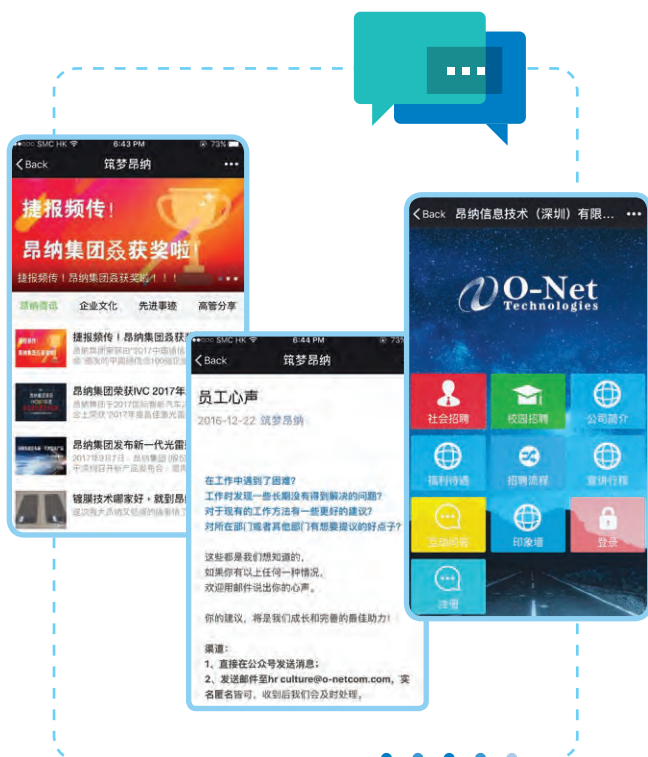 SMC HK 6:43 PM 73%
Back 筑梦昂纳
捷报频传!
昂纳集团叒获奖啦!
捷报频传!昂纳集团叒获奖啦!!!
昂纳资讯 企业文化 先进事迹 高管分享
捷报频传!昂纳集团叒获
昂纳集团荣获IVC 2017年
昂纳集团发布新一代光雷
镀膜技术哪家好,就到昂
SMC HK 6:44 PM 73%
Back 筑梦昂纳
员工心声
2016-12-22 筑梦昂纳
在工作中遇到了困难?
工作时发现一些长期没有得到解决的问题?
对于现有的工作方法有一些更好的建议?
对所在部门或者其他部门有想要提议的好点子?
这些都是我们想知道的,
如果你有以上任何一种情况,
欢迎用邮件说出你的心声。
你的建议,将是我们成长和完善的最佳助力!
渠道:
1、直接在公众号发送消息;
2、发送邮件至hr culture@o-netcom.com,实
名匿名皆可,收到后我们会及时处理。
Back 昂纳信息技术(深圳)有限...
O-Net
Technologies
社会招聘 校园招聘 公司简介
福利待遇 招聘流程 宣讲行程
互动问答 印象墙 登录
注册